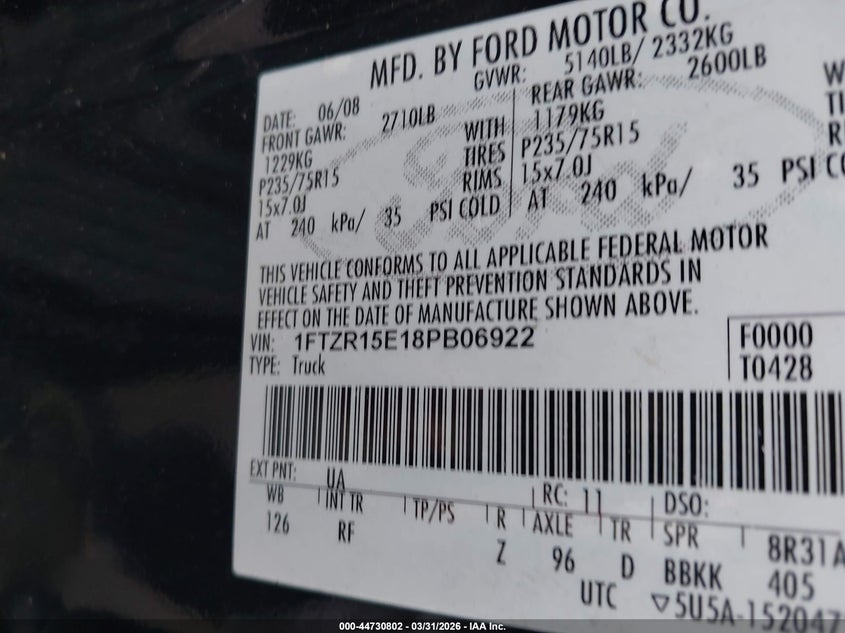 MFD. BY FORD MOTOR CO.
DATE: 06/08 GVWR: 5140LB/ 2332KG
FRONT GAWR: 2710LB REAR GAWR: 2600LB
1229KG WITH 1179KG
P235/75R15 TIRES P235/75R15
15x7.0J RIMS 15x7.0J
AT 240 kPa/ 35 PSI COLD AT 240 kPa/ 35 PSI
THIS VEHICLE CONFORMS TO ALL APPLICABLE FEDERAL MOTOR
VEHICLE SAFETY AND THEFT PREVENTION STANDARDS IN
EFFECT ON THE DATE OF MANUFACTURE SHOWN ABOVE.
VIN: 1FTZR15E18PB06922 F0000
TYPE: Truck T0428
EXT PNT: UA RC: 11 DSO:
WB INT TR TP/PS R AXLE TR SPR 8R31A
126 RF Z 96 D BBKK 405
UTC ▽5U5A-152047
000-44730802 - 03/31/2026 - IAA Inc.